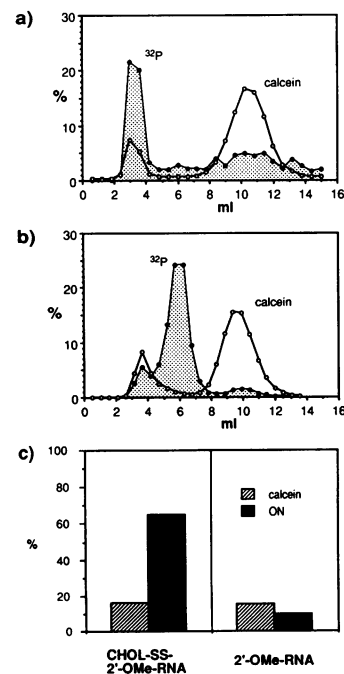 a)
30
20
10
0
%
32P
calcein
0 2 4 6 8 10 12 14 16
ml
b)
30
20
10
0
%
32P
calcein
0 2 4 6 8 10 12 14 16
ml
c)
100
80
60
40
20
0
%
calcein
ON
CHOL-SS-
2'-OMe-RNA
2'-OMe-RNA